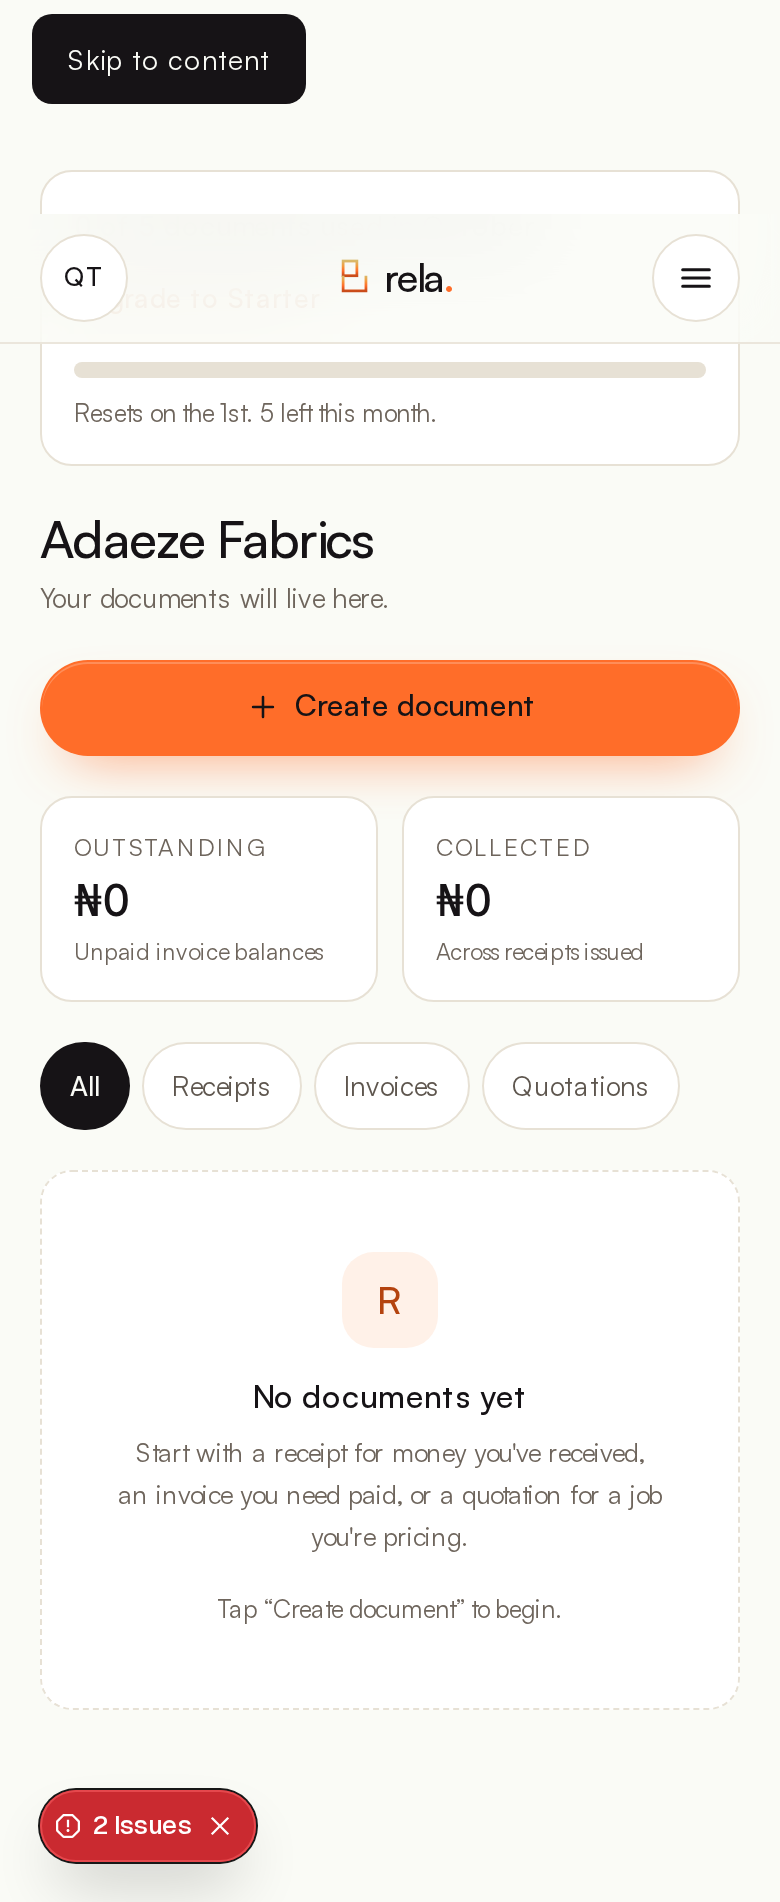 Skip to content
QT
rela.
grade to Starter
Resets on the 1st. 5 left this month.
Adaeze Fabrics
Your documents will live here.
+ Create document
OUTSTANDING
₦0
Unpaid invoice balances
COLLECTED
₦0
Across receipts issued
All
Receipts
Invoices
Quotations
R
No documents yet
Start with a receipt for money you've received,
an invoice you need paid, or a quotation for a job
you're pricing.
Tap “Create document” to begin.
2 Issues